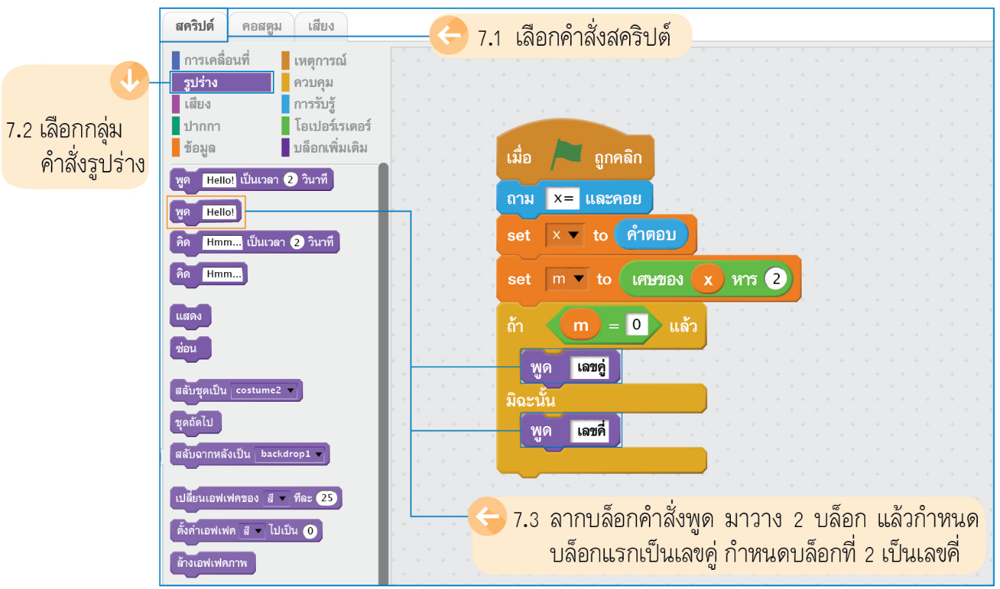 สคริปต์ คอสตูม เสียง
7.1 เลือกคำสั่งสคริปต์
การเคลื่อนที่ เหตุการณ์
รูปร่าง ควบคุม
เสียง การรับรู้
ปากกา โอเปอร์เรเตอร์
ข้อมูล บล็อกเพิ่มเติม
7.2 เลือกกลุ่ม
คำสั่งรูปร่าง
พูด Hello! เป็นเวลา 2 วินาที
พูด Hello!
คิด Hmm... เป็นเวลา 2 วินาที
คิด Hmm...
แสดง
ซ่อน
สลับชุดเป็น costume2
ชุดถัดไป
สลับฉากหลังเป็น backdrop1
เปลี่ยนเอฟเฟคของ สี ทีละ 25
ตั้งค่าเอฟเฟค สี ไปเป็น 0
ล้างเอฟเฟคภาพ
เมื่อ ถูกคลิก
ถาม x= และคอย
set x to คำตอบ
set m to เศษของ x หาร 2
ถ้า m = 0 แล้ว
พูด เลขคู่
มิฉะนั้น
พูด เลขคี่
7.3 ลากบล็อกคำสั่งพูด มาวาง 2 บล็อก แล้วกำหนด
บล็อกแรกเป็นเลขคู่ กำหนดบล็อกที่ 2 เป็นเลขคี่